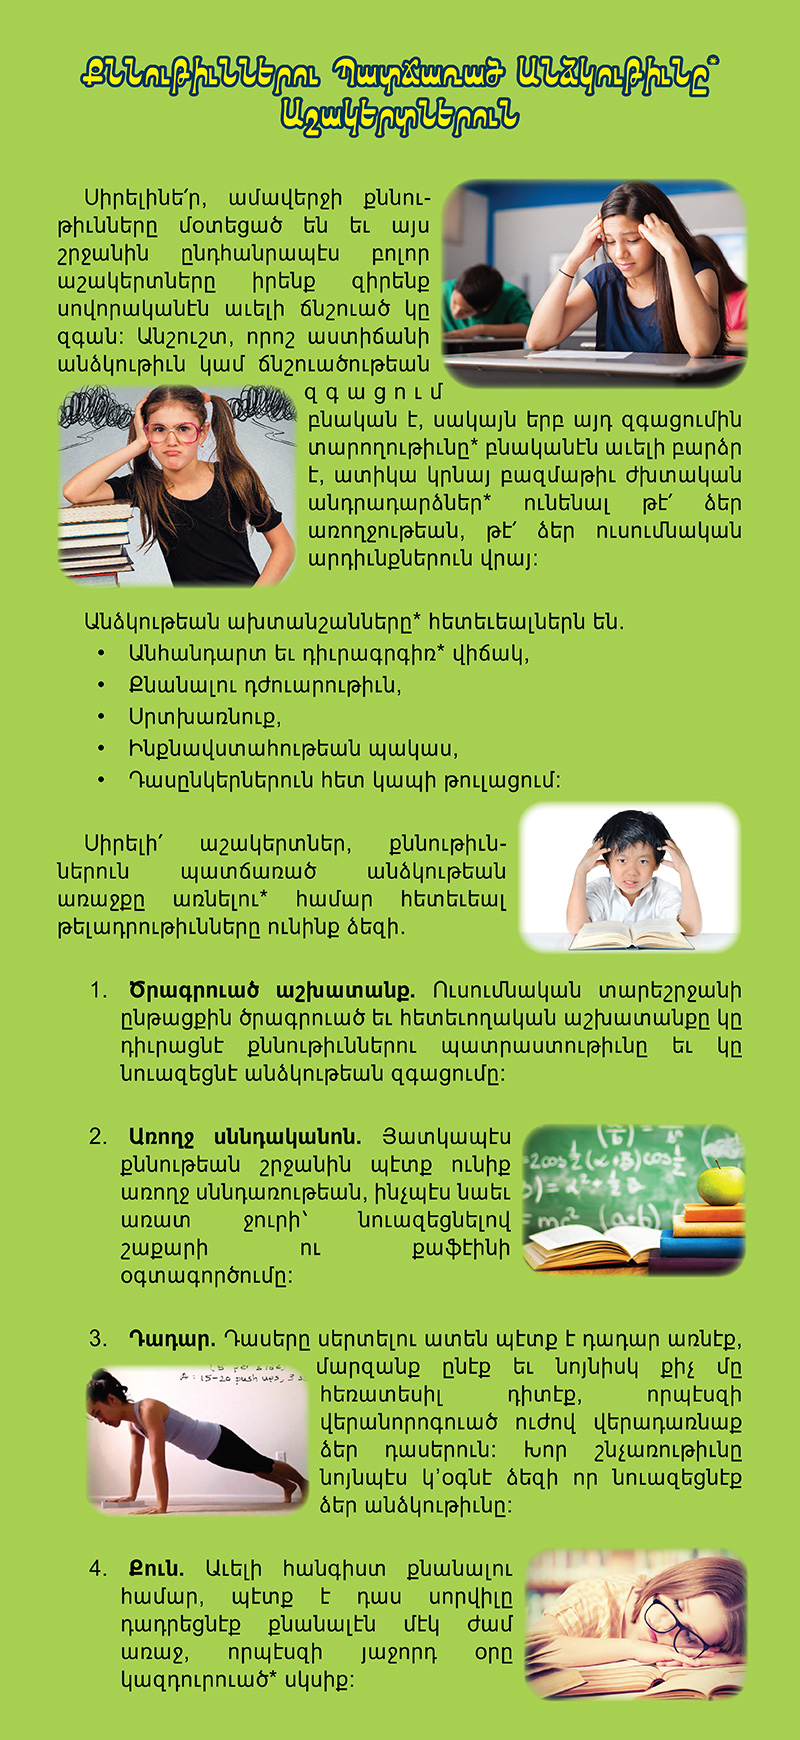 Քննութիւններու Պատճառած Անձկութիւնը*
Աշակերտներուն
Սիրելինե՛ր, ամավերջի քննու-
թիւնները մօտեցած են եւ այս
շրջանին ընդհանրապէս բոլոր
աշակերտները իրենք զիրենք
սովորականէն աւելի ճնշուած կը
զգան: Անշուշտ, որոշ աստիճանի
անձկութիւն կամ ճնշուածութեան
զգացում
բնական է, սակայն երբ այդ զգացումին
տարողութիւնը* բնականէն աւելի բարձր
է, ատիկա կրնայ բազմաթիւ ժխտական
անդրադարձներ* ունենալ թէ՛ ձեր
առողջութեան, թէ՛ ձեր ուսումնական
արդիւնքներուն վրայ:
Անձկութեան ախտանշանները* հետեւեալներն են.
• Անհանդարտ եւ դիւրագրգիռ* վիճակ,
• Քնանալու դժուարութիւն,
• Սրտխառնուք,
• Ինքնավստահութեան պակաս,
• Դասընկերներուն հետ կապի թուլացում:
Սիրելի՛ աշակերտներ, քննութիւն-
ներուն պատճառած անձկութեան
առաջքը առնելու* համար հետեւեալ
թելադրութիւնները ունինք ձեզի.
1. Ծրագրուած աշխատանք. Ուսումնական տարեշրջանի
ընթացքին ծրագրուած եւ հետեւողական աշխատանքը կը
դիւրացնէ քննութիւններու պատրաստութիւնը եւ կը
նուազեցնէ անձկութեան զգացումը:
2. Առողջ սննդականոն. Յատկապէս
քննութեան շրջանին պէտք ունիք
առողջ սննդառութեան, ինչպէս նաեւ
առատ ջուրի՝ նուազեցնելով
շաքարի ու քաֆէինի
օգտագործումը:
3. Դադար. Դասերը սերտելու ատեն պէտք է դադար առնէք,
մարզանք ընէք եւ նոյնիսկ քիչ մը
հեռատեսիլ դիտէք, որպէսզի
վերանորոգուած ուժով վերադառնաք
ձեր դասերուն: Խոր շնչառութիւնը
նոյնպէս կ՚օգնէ ձեզի որ նուազեցնէք
ձեր անձկութիւնը:
4. Քուն. Աւելի հանգիստ քնանալու
համար, պէտք է դաս սորվիլը
դադրեցնէք քնանալէն մէկ ժամ
առաջ, որպէսզի յաջորդ օրը
կազդուրուած* սկսիք: